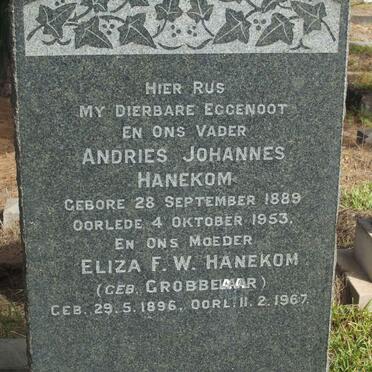 HIER RUS
MY DIERBARE EGGENOOT
EN ONS VADER
ANDRIES JOHANNES
HANEKOM
GEBORE 28 SEPTEMBER 1889
OORLEDE 4 OKTOBER 1953.
EN ONS MOEDER
ELIZA F.W. HANEKOM
(GEB. GROBBELAAR)
GEB. 29.5.1896. OORL. 11.2.1967.